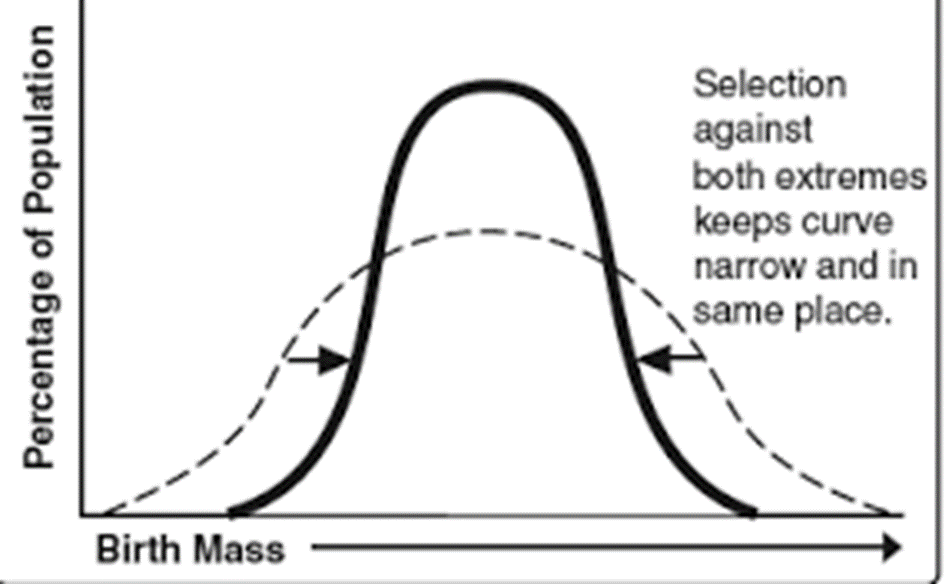 Percentage of Population
Selection
against
both extremes
keeps curve
narrow and in
same place.
Birth Mass